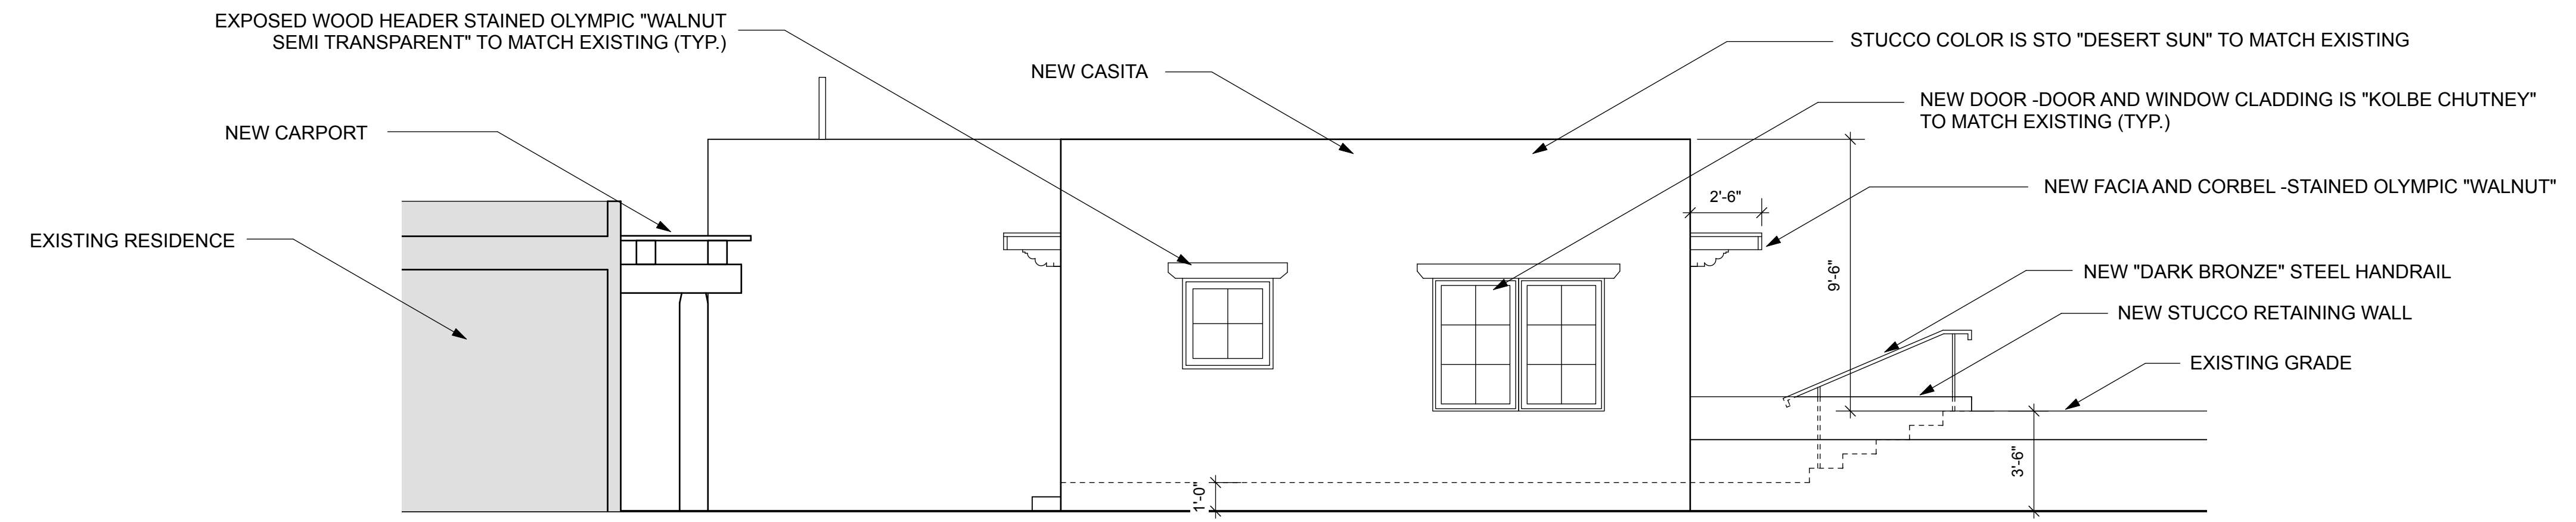 EXPOSED WOOD HEADER STAINED OLYMPIC "WALNUT
SEMI TRANSPARENT" TO MATCH EXISTING (TYP.)
STUCCO COLOR IS STO "DESERT SUN" TO MATCH EXISTING
NEW CASITA
NEW DOOR -DOOR AND WINDOW CLADDING IS "KOLBE CHUTNEY"
TO MATCH EXISTING (TYP.)
NEW CARPORT
NEW FACIA AND CORBEL -STAINED OLYMPIC "WALNUT"
2'-6"
EXISTING RESIDENCE
9'-6"
NEW "DARK BRONZE" STEEL HANDRAIL
NEW STUCCO RETAINING WALL
EXISTING GRADE
3'-6"
1'-0"